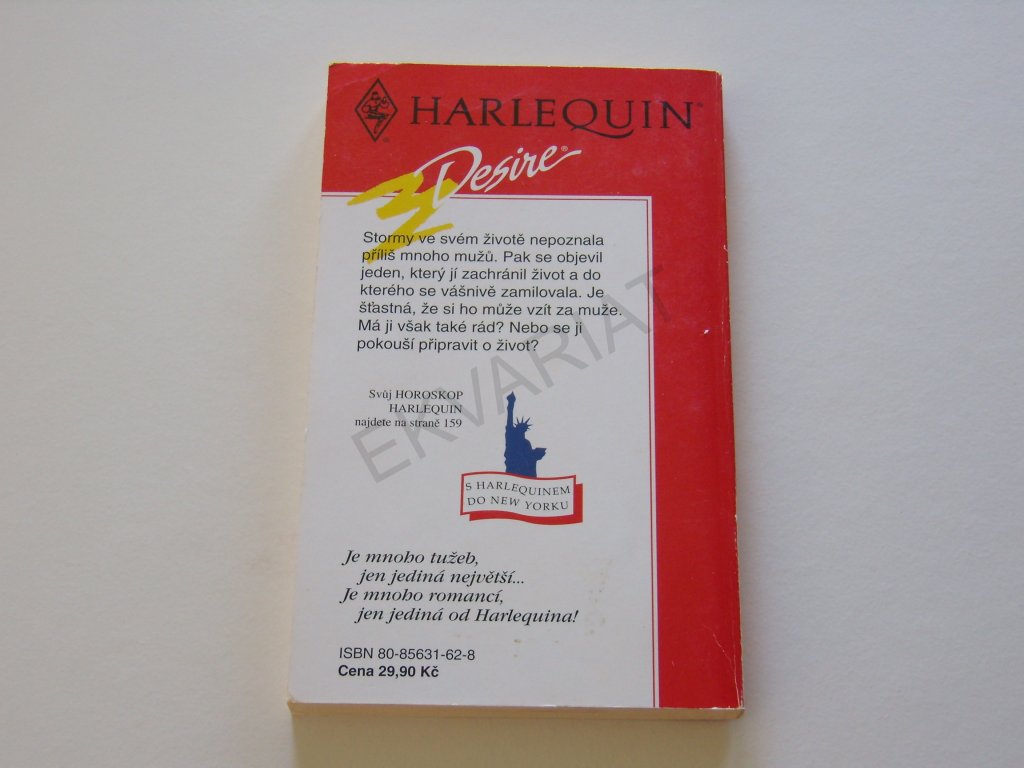 HARLEQUIN®
Desire®
Stormy ve svém životě nepoznala
příliš mnoho mužů. Pak se objevil
jeden, který jí zachránil život a do
kterého se vášnivě zamilovala. Je
šťastná, že si ho může vzít za muže.
Má ji však také rád? Nebo se ji
pokouší připravit o život?
Svůj HOROSKOP
HARLEQUIN
najdete na straně 159
S HARLEQUINEM
DO NEW YORKU
Je mnoho tužeb,
jen jediná největší...
Je mnoho romancí,
jen jediná od Harlequina!
ISBN 80-85631-62-8
Cena 29,90 Kč
EKVARIAT